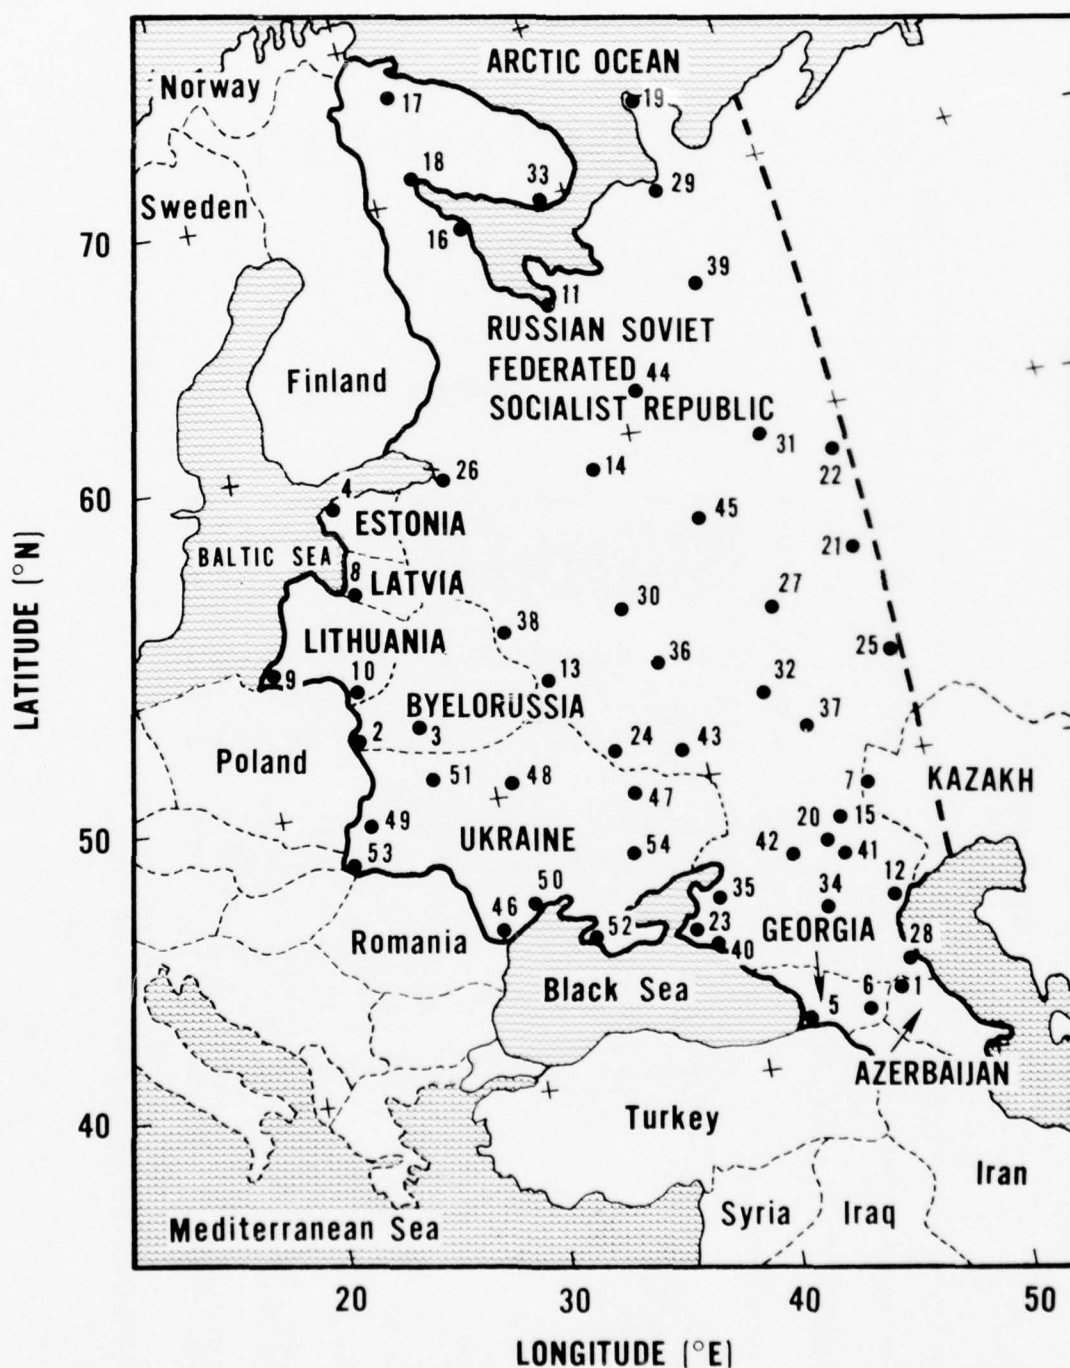 ARCTIC OCEAN
Norway
17
19
18
33
29
Sweden
16
70
39
11
RUSSIAN SOVIET
FEDERATED
44
Finland
SOCIALIST REPUBLIC
31
22
14
26
4
60
45
ESTONIA
21
BALTIC SEA
8
LATVIA
27
30
38
LITHUANIA
36
25
13
32
9
10
BYELORUSSIA
37
2
3
24
43
Poland
51
48
7
KAZAKH
47
15
20
49
UKRAINE
50
54
42
41
53
12
50
35
34
46
52
23
GEORGIA
Romania
40
28
Black Sea
6
1
5
AZERBAIJAN
Turkey
40
Iran
Syria
Iraq
Mediterranean Sea
20
30
40
50
LONGITUDE (°E)
LATITUDE (°N)